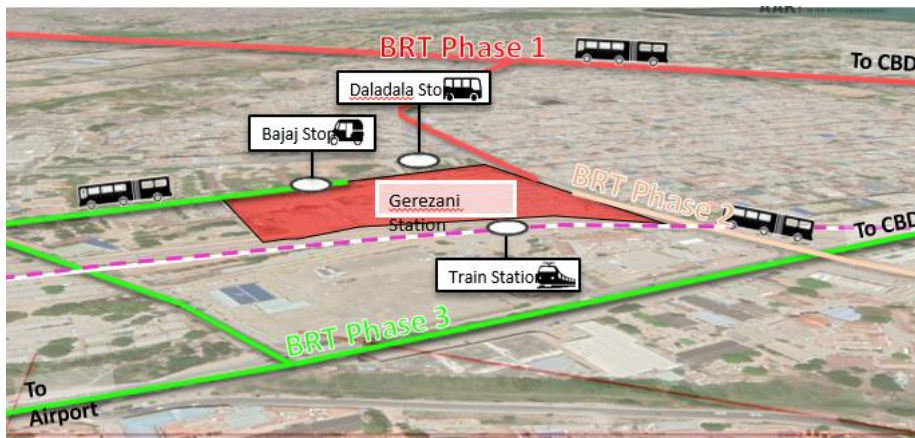 BRT Phase 1
To CBD
Daladala Stop
Bajaj Stop
BRT Phase 2
Gerezani
Station
To CBD
Train Station
BRT Phase 3
To
Airport